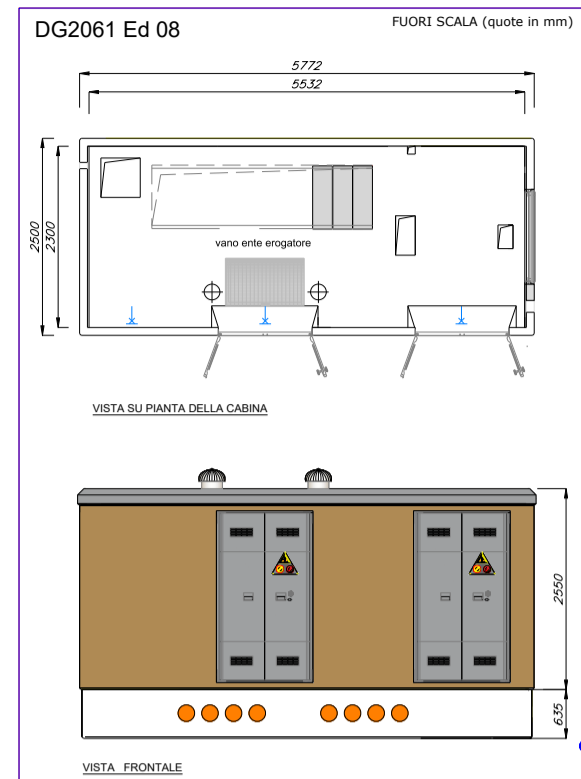 DG2061 Ed 08
FUORI SCALA (quote in mm)
5772
5532
2500
2300
vano ente erogatore
VISTA SU PIANTA DELLA CABINA
2550
635
VISTA FRONTALE